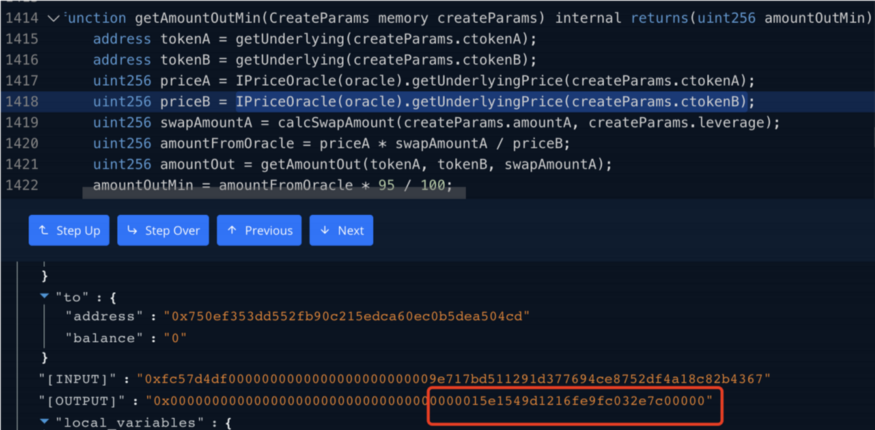 1414 function getAmountOutMin(CreateParams memory createParams) internal returns(uint256 amountOutMin)
1415 address tokenA = getUnderlying(createParams.ctokenA);
1416 address tokenB = getUnderlying(createParams.ctokenB);
1417 uint256 priceA = IPriceOracle(oracle).getUnderlyingPrice(createParams.ctokenA);
1418 uint256 priceB = IPriceOracle(oracle).getUnderlyingPrice(createParams.ctokenB);
1419 uint256 swapAmountA = calcSwapAmount(createParams.amountA, createParams.leverage);
1420 uint256 amountFromOracle = priceA * swapAmountA / priceB;
1421 uint256 amountOut = getAmountOut(tokenA, tokenB, swapAmountA);
1422 amountOutMin = amountFromOracle * 95 / 100;
Step Up Step Over Previous Next
}
"to" : {
"address" : "0x750ef353dd552fb90c215edca60ec0b5dea504cd"
"balance" : "0"
}
"[INPUT]" : "0xfc57d4df0000000000000000000000009e717bd511291d377694ce8752df4a18c82b4367"
"[OUTPUT]" : "0x0000000000000000000000000000000000000015e1549d1216fe9fc032e7c00000"
"local_variables" : {